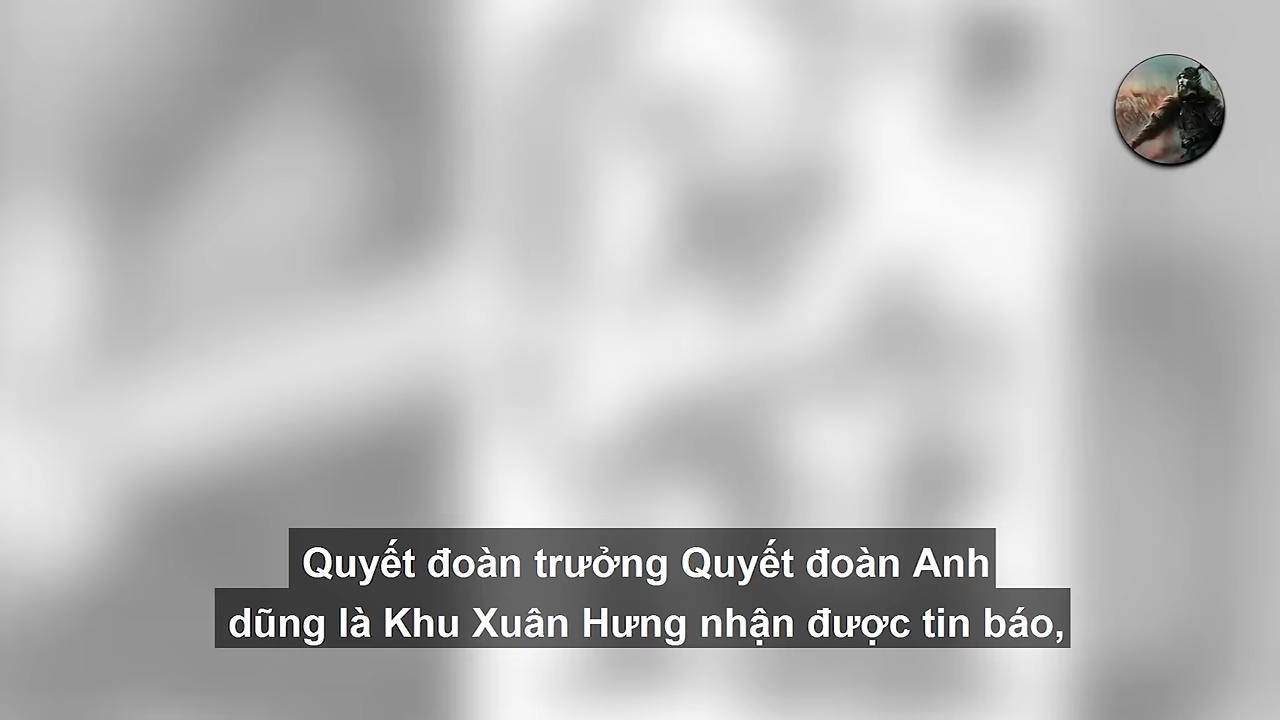 Quyết đoàn trưởng Quyết đoàn Anh
dũng là Khu Xuân Hưng nhận được tin báo,